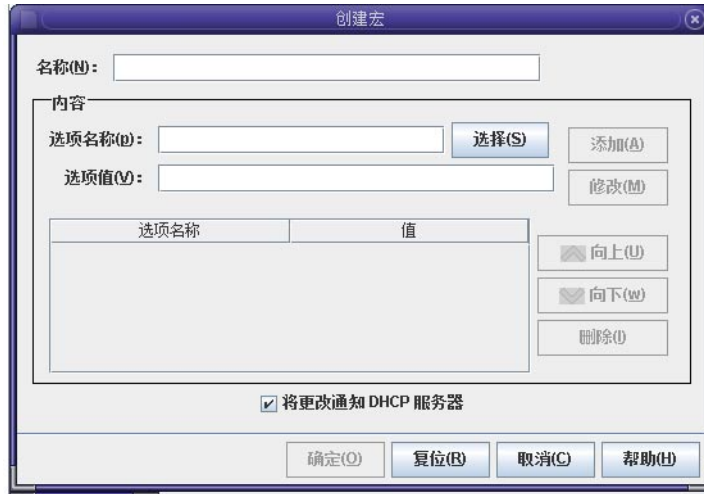 创建宏
名称(N):
内容
选项名称(p): 选择(S) 添加(A)
选项值(V): 修改(M)
选项名称 值
向上(U)
向下(w)
删除(I)
将更改通知 DHCP 服务器
确定(O) 复位(R) 取消(C) 帮助(H)